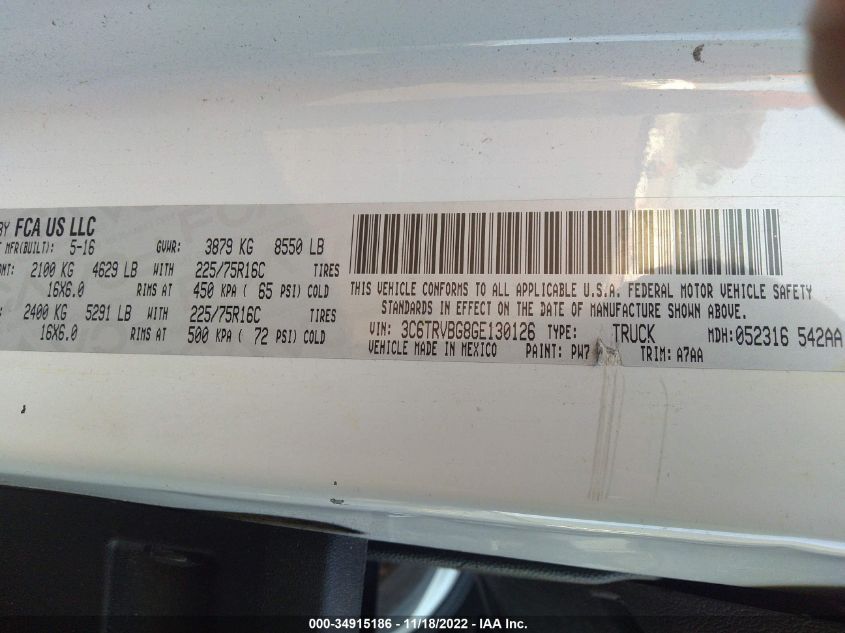 BY FCA US LLC
MFR(BUILT): 5-16 GVWR: 3879 KG 8550 LB
2100 KG 4629 LB WITH 225/75R16C TIRES
16X6.0 RIMS AT 450 KPA ( 65 PSI) COLD
2400 KG 5291 LB WITH 225/75R16C TIRES
16X6.0 RIMS AT 500 KPA ( 72 PSI) COLD
THIS VEHICLE CONFORMS TO ALL APPLICABLE U.S.A. FEDERAL MOTOR VEHICLE SAFETY
STANDARDS IN EFFECT ON THE DATE OF MANUFACTURE SHOWN ABOVE.
VIN: 3C6TRVBG8GE130126 TYPE: TRUCK MDH:052316 542AA
VEHICLE MADE IN MEXICO PAINT: PW7 TRIM: A7AA
000-34915186 - 11/18/2022 - IAA Inc.